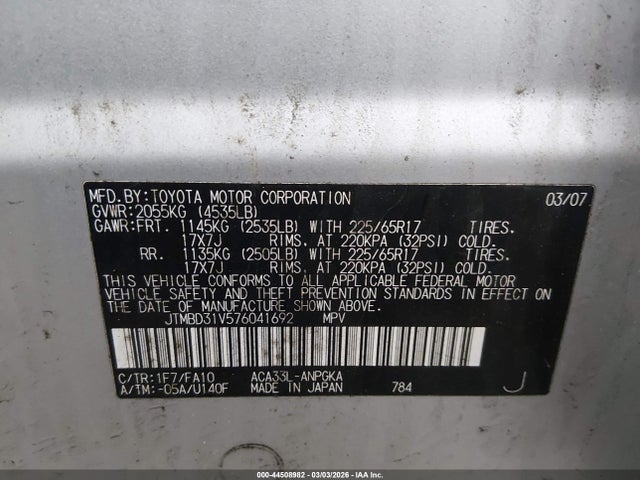 MFD.BY:TOYOTA MOTOR CORPORATION 03/07
GVWR:2055KG (4535LB)
GAWR:FRT. 1145KG (2535LB) WITH 225/65R17 TIRES.
17X7J RIMS. AT 220KPA (32PSI) COLD.
RR. 1135KG (2505LB) WITH 225/65R17 TIRES.
17X7J RIMS. AT 220KPA (32PSI) COLD.
THIS VEHICLE CONFORMS TO ALL APPLICABLE FEDERAL MOTOR
VEHICLE SAFETY AND THEFT PREVENTION STANDARDS IN EFFECT ON
THE DATE OF MANUFACTURE SHOWN ABOVE.
JTMBD31V576041692 MPV
C/TR:1F7/FA10 ACA33L-ANPGKA
A/TM:-05A/U140F MADE IN JAPAN 784 J
000-44508982 - 03/03/2026 - IAA Inc.